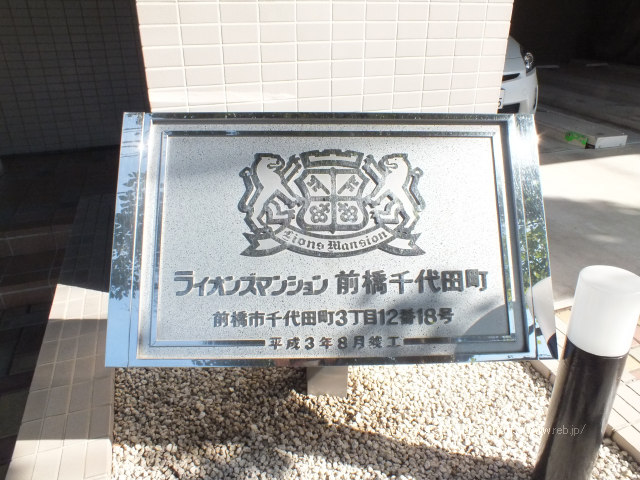 Lions Mansion
ライオンズマンション 前橋千代田町
前橋市千代田町3丁目12番18号
平成3年8月竣工